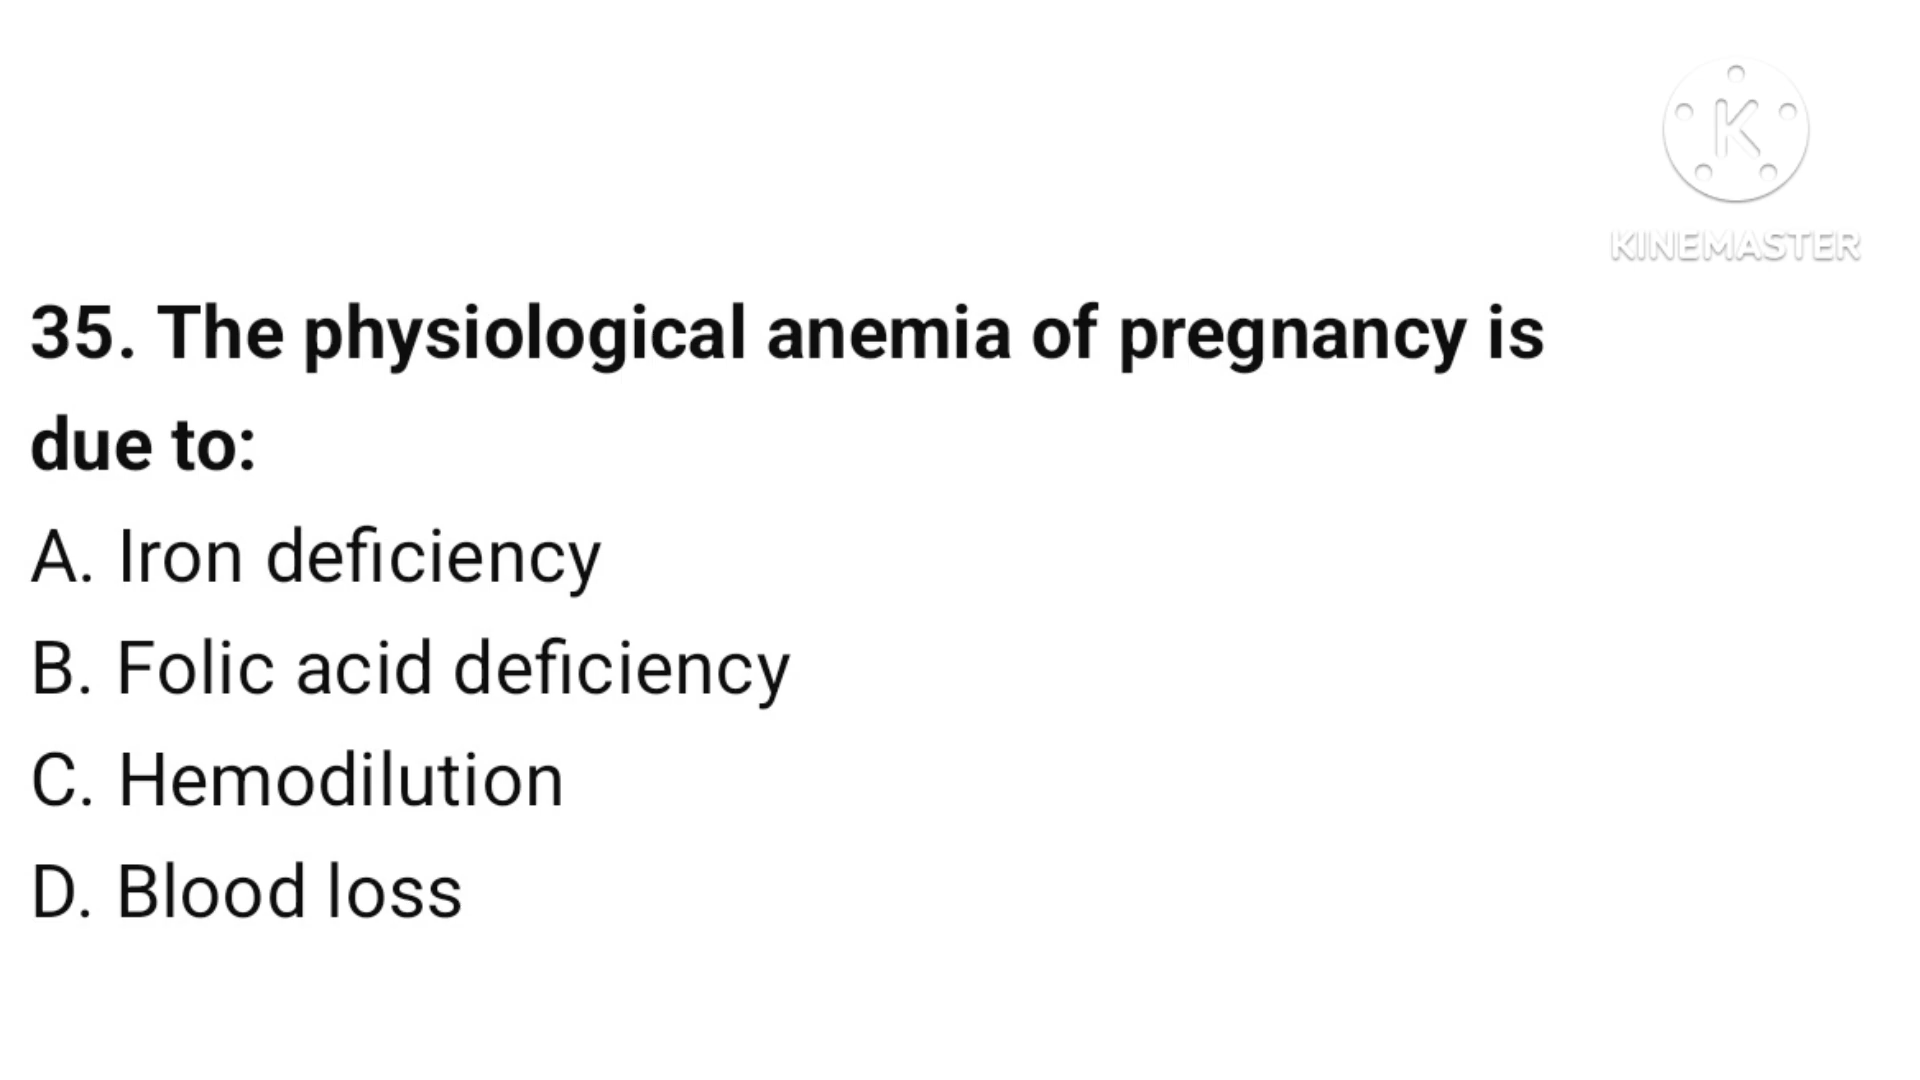 K
KINEMASTER
35. The physiological anemia of pregnancy is
due to:
A. Iron deficiency
B. Folic acid deficiency
C. Hemodilution
D. Blood loss